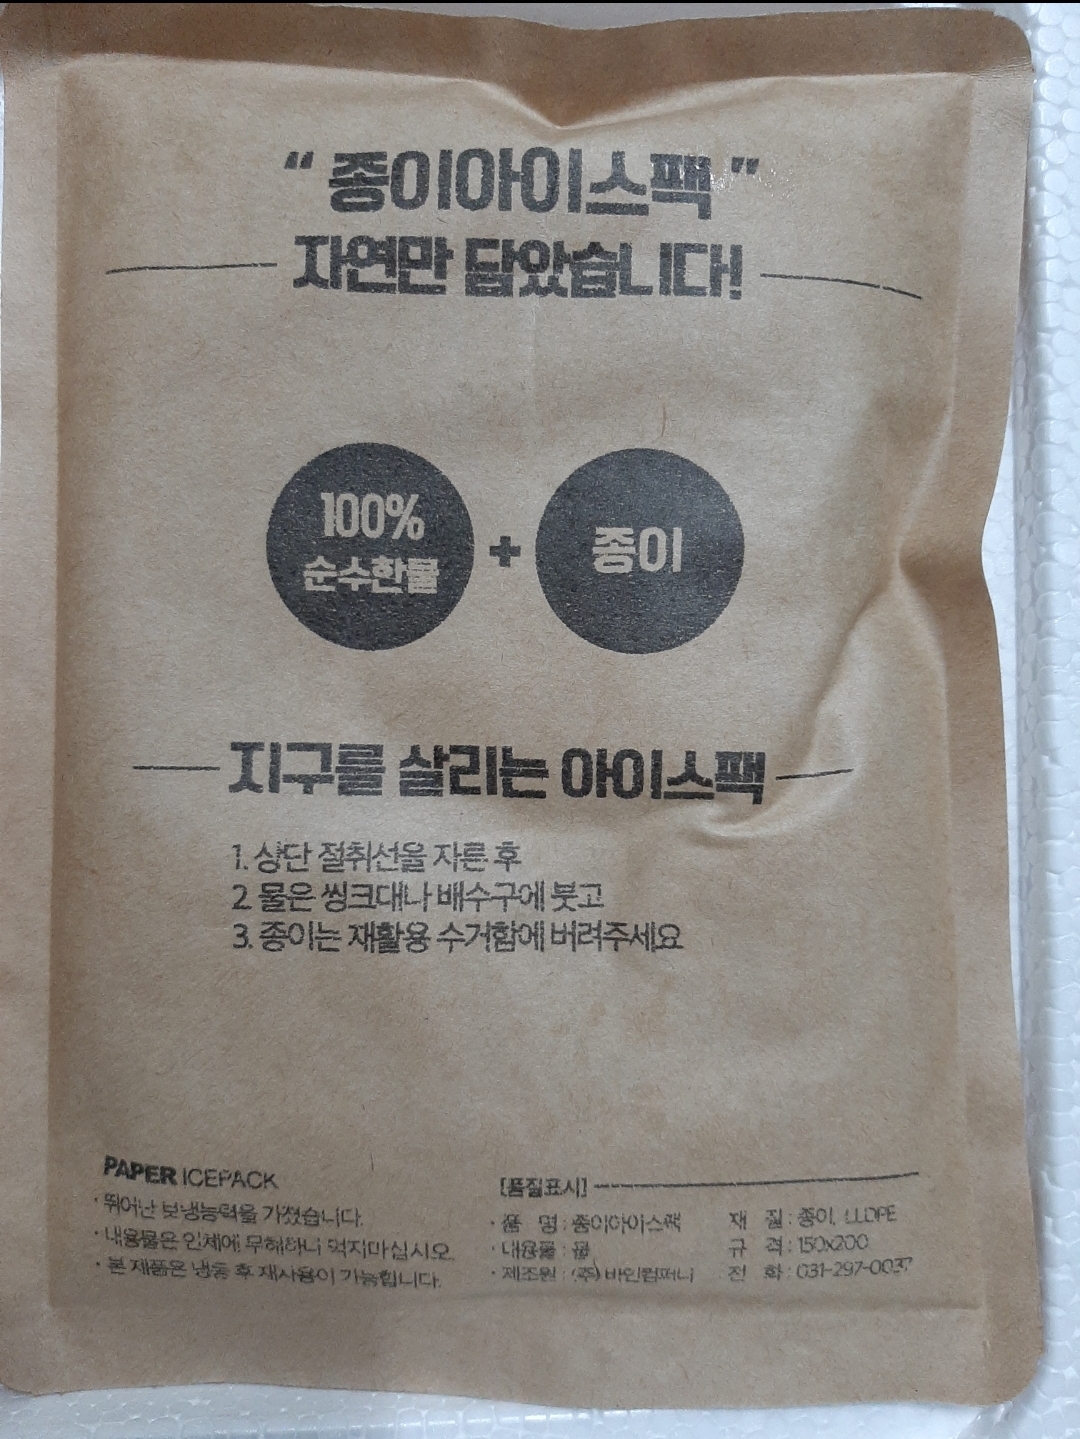 “ 종이아이스팩 ”
자연만 담았습니다!
100%
순수한물
+
종이
지구를 살리는 아이스팩
1. 상단 절취선을 자른 후
2. 물은 씽크대나 배수구에 붓고
3. 종이는 재활용 수거함에 버려주세요
PAPER ICEPACK
· 뛰어난 보냉능력을 가졌습니다.
· 내용물은 인체에 무해하니 먹지마십시오.
· 본 제품은 냉동 후 재사용이 가능힙니다.
[품질표시]
· 품 명 : 종이아이스팩 재 질 : 종이, LLDPE
· 내용물 : 물 규 격 : 150x200
· 제조원 : (주) 바인컴퍼니 전 화 : 031-297-0037